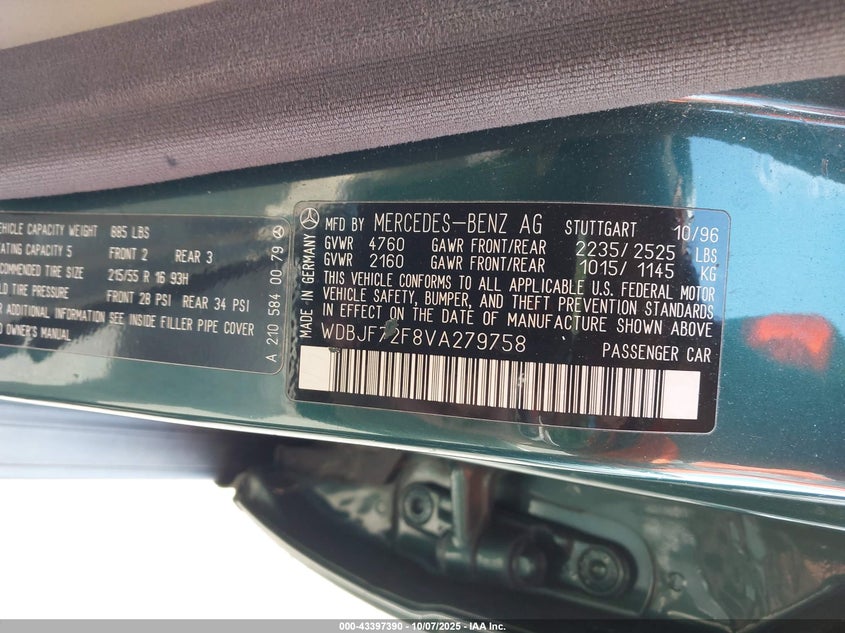 EHICLE CAPACITY WEIGHT 885 LBS
ATING CAPACITY 5 FRONT 2 REAR 3
COMMENDED TIRE SIZE 215/55 R 16 93H
LD TIRE PRESSURE FRONT 28 PSI REAR 34 PSI
R ADDITIONAL INFORMATION SEE INSIDE FILLER PIPE COVER
D OWNER'S MANUAL
A 210 584 00 79
MADE IN GERMANY
MFD BY MERCEDES-BENZ AG STUTTGART 10/96
GVWR 4760 GAWR FRONT/REAR 2235/ 2525 LBS
GVWR 2160 GAWR FRONT/REAR 1015/ 1145 KG
THIS VEHICLE CONFORMS TO ALL APPLICABLE U.S. FEDERAL MOTOR
VEHICLE SAFETY, BUMPER, AND THEFT PREVENTION STANDARDS
IN EFFECT ON THE DATE OF MANUFACTURE SHOWN ABOVE
WDBJF72F8VA279758 PASSENGER CAR
000-43397390 - 10/07/2025 - IAA Inc.